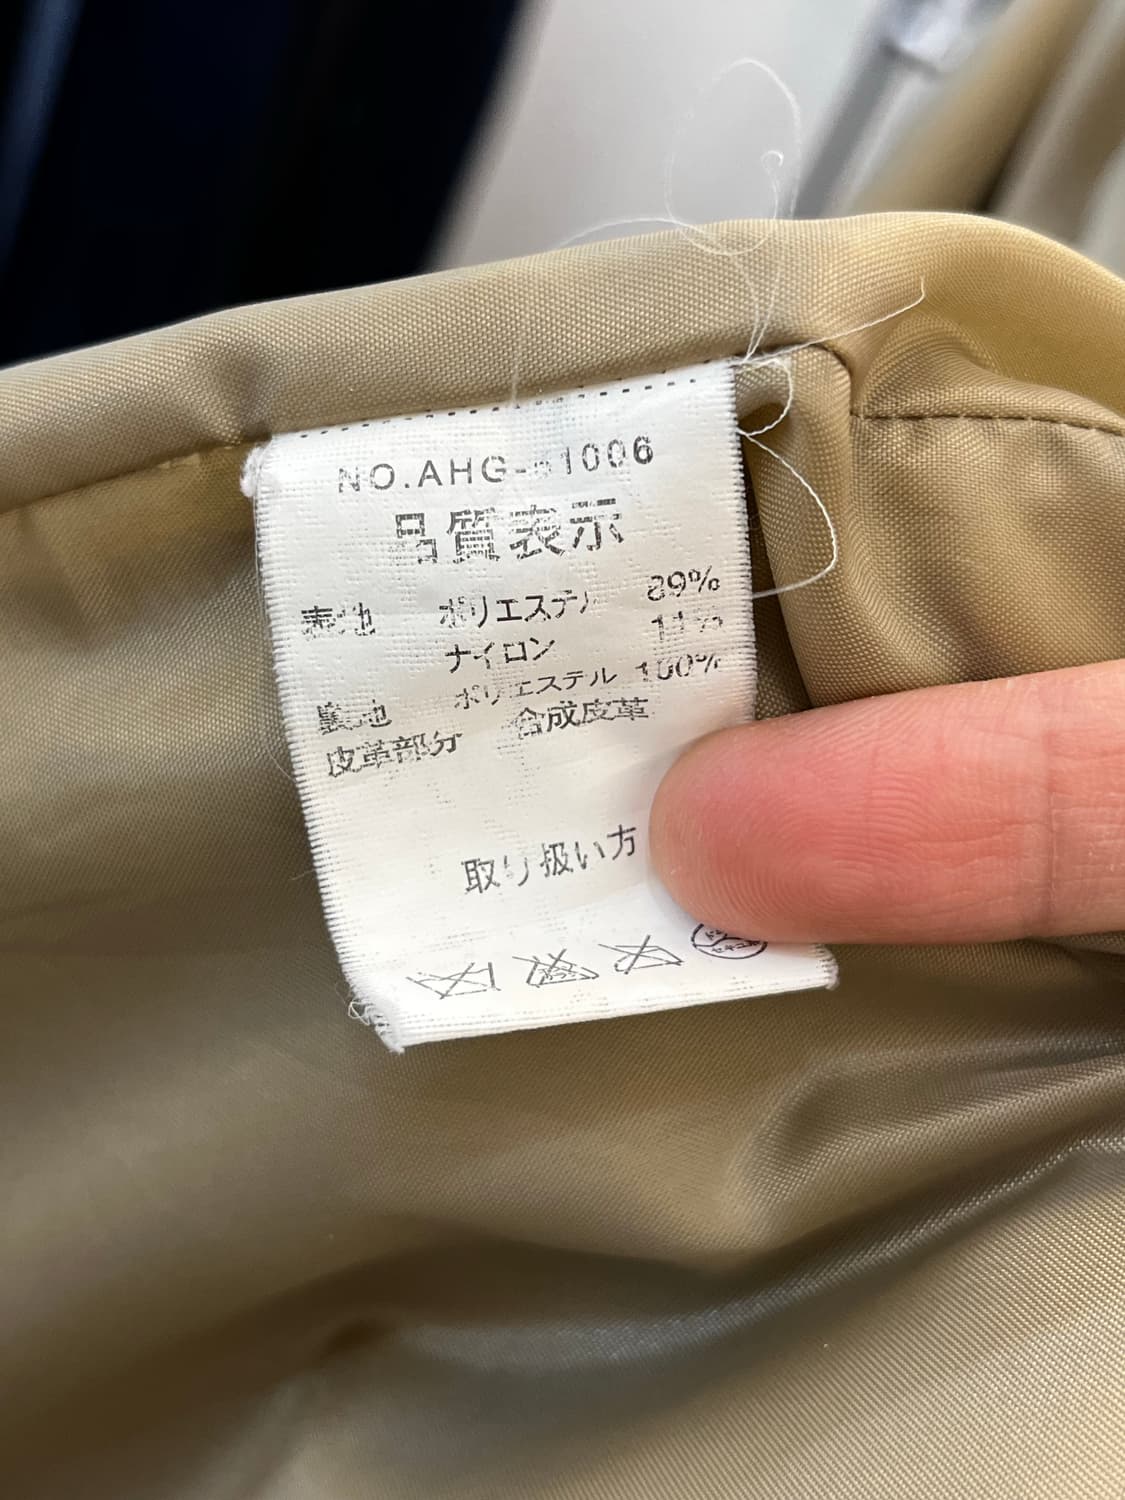 NO.AHG-81006
品質表示
表地 ポリエステル 89%
ナイロン 11%
裏地 ポリエステル 100%
皮革部分 合成皮革
取り扱い方